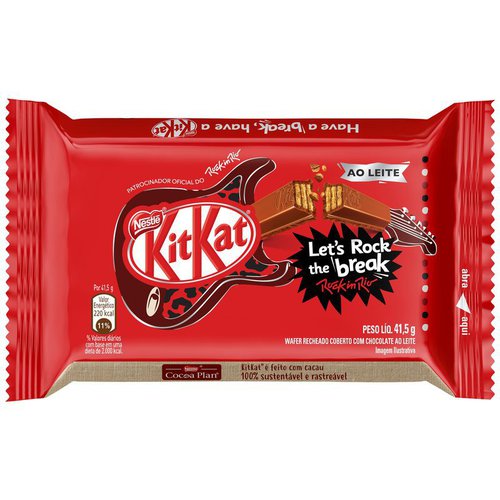 Have a break, have a KitKat
PATROCINADOR OFICIAL DO Rock in Rio
AO LEITE
Nestlé
KitKat
Let's Rock
the break
Rock in Rio
Por 41,5 g
Valor
Energético
220 kcal
11%
% Valores diários
com base em uma
dieta de 2.000 kcal.
abra
aqui
PESO LÍQ. 41,5 g
WAFER RECHEADO COBERTO COM CHOCOLATE AO LEITE
Imagem Ilustrativa
Nestlé
Cocoa Plan
KitKat é feito com cacau
100% sustentável e rastreável